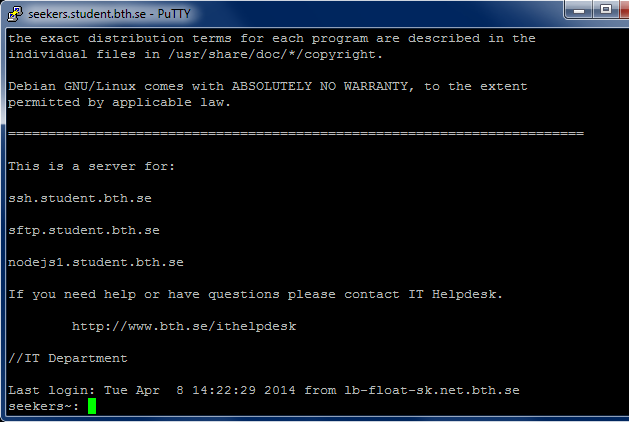 seekers.student.bth.se - PuTTY
the exact distribution terms for each program are described in the
individual files in /usr/share/doc/*/copyright.
Debian GNU/Linux comes with ABSOLUTELY NO WARRANTY, to the extent
permitted by applicable law.
========================================================================
This is a server for:
ssh.student.bth.se
sftp.student.bth.se
nodejs1.student.bth.se
If you need help or have questions please contact IT Helpdesk.
http://www.bth.se/ithelpdesk
//IT Department
Last login: Tue Apr  8 14:22:29 2014 from lb-float-sk.net.bth.se
seekers~: